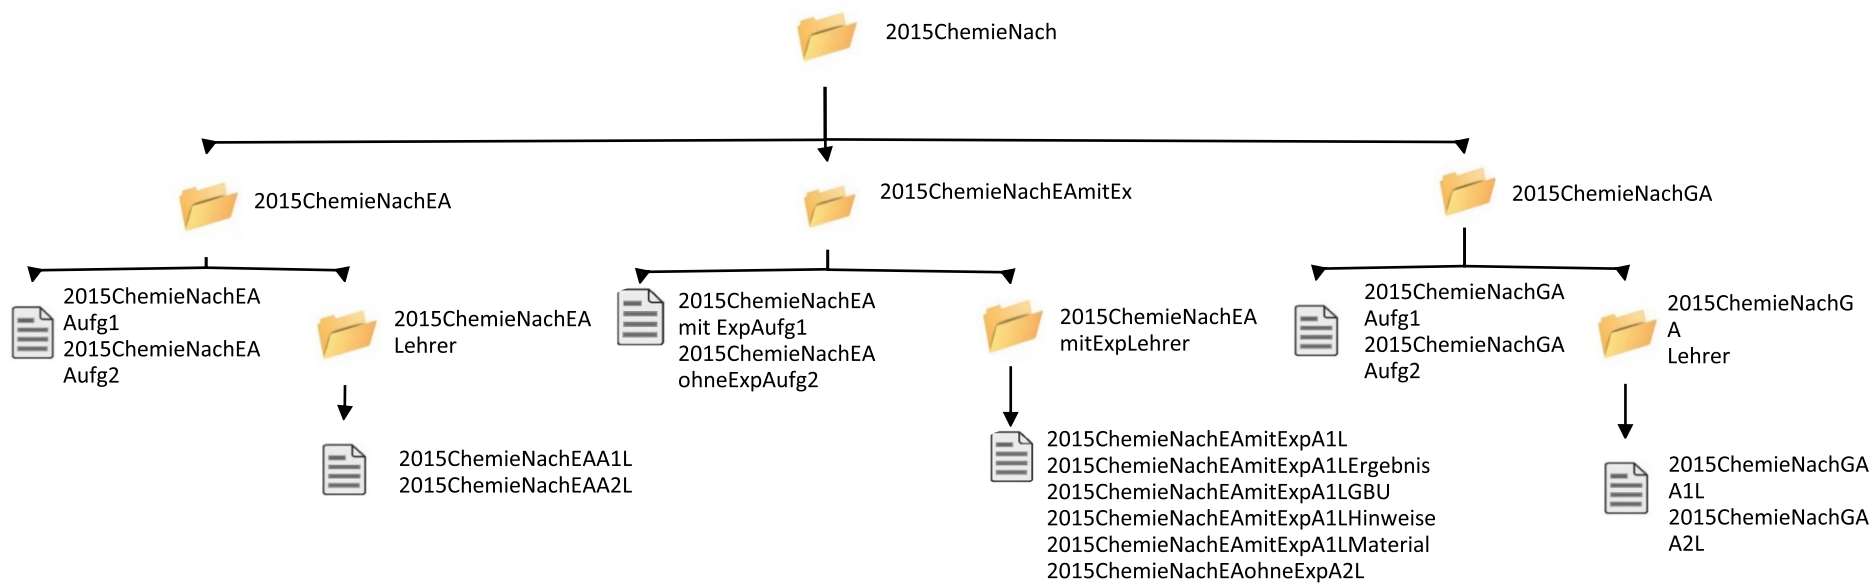 2015ChemieNach
2015ChemieNachEA
2015ChemieNachEAmitEx
2015ChemieNachGA
2015ChemieNachEA
Aufg1
2015ChemieNachEA
Aufg2
2015ChemieNachEA
Lehrer
2015ChemieNachEA
mit ExpAufg1
2015ChemieNachEA
ohneExpAufg2
2015ChemieNachEA
mitExpLehrer
2015ChemieNachGA
Aufg1
2015ChemieNachGA
Aufg2
2015ChemieNachG
A
Lehrer
2015ChemieNachEAA1L
2015ChemieNachEAA2L
2015ChemieNachEAmitExpA1L
2015ChemieNachEAmitExpA1LErgebnis
2015ChemieNachEAmitExpA1LGBU
2015ChemieNachEAmitExpA1LHinweise
2015ChemieNachEAmitExpA1LMaterial
2015ChemieNachEAohneExpA2L
2015ChemieNachGA
A1L
2015ChemieNachGA
A2L